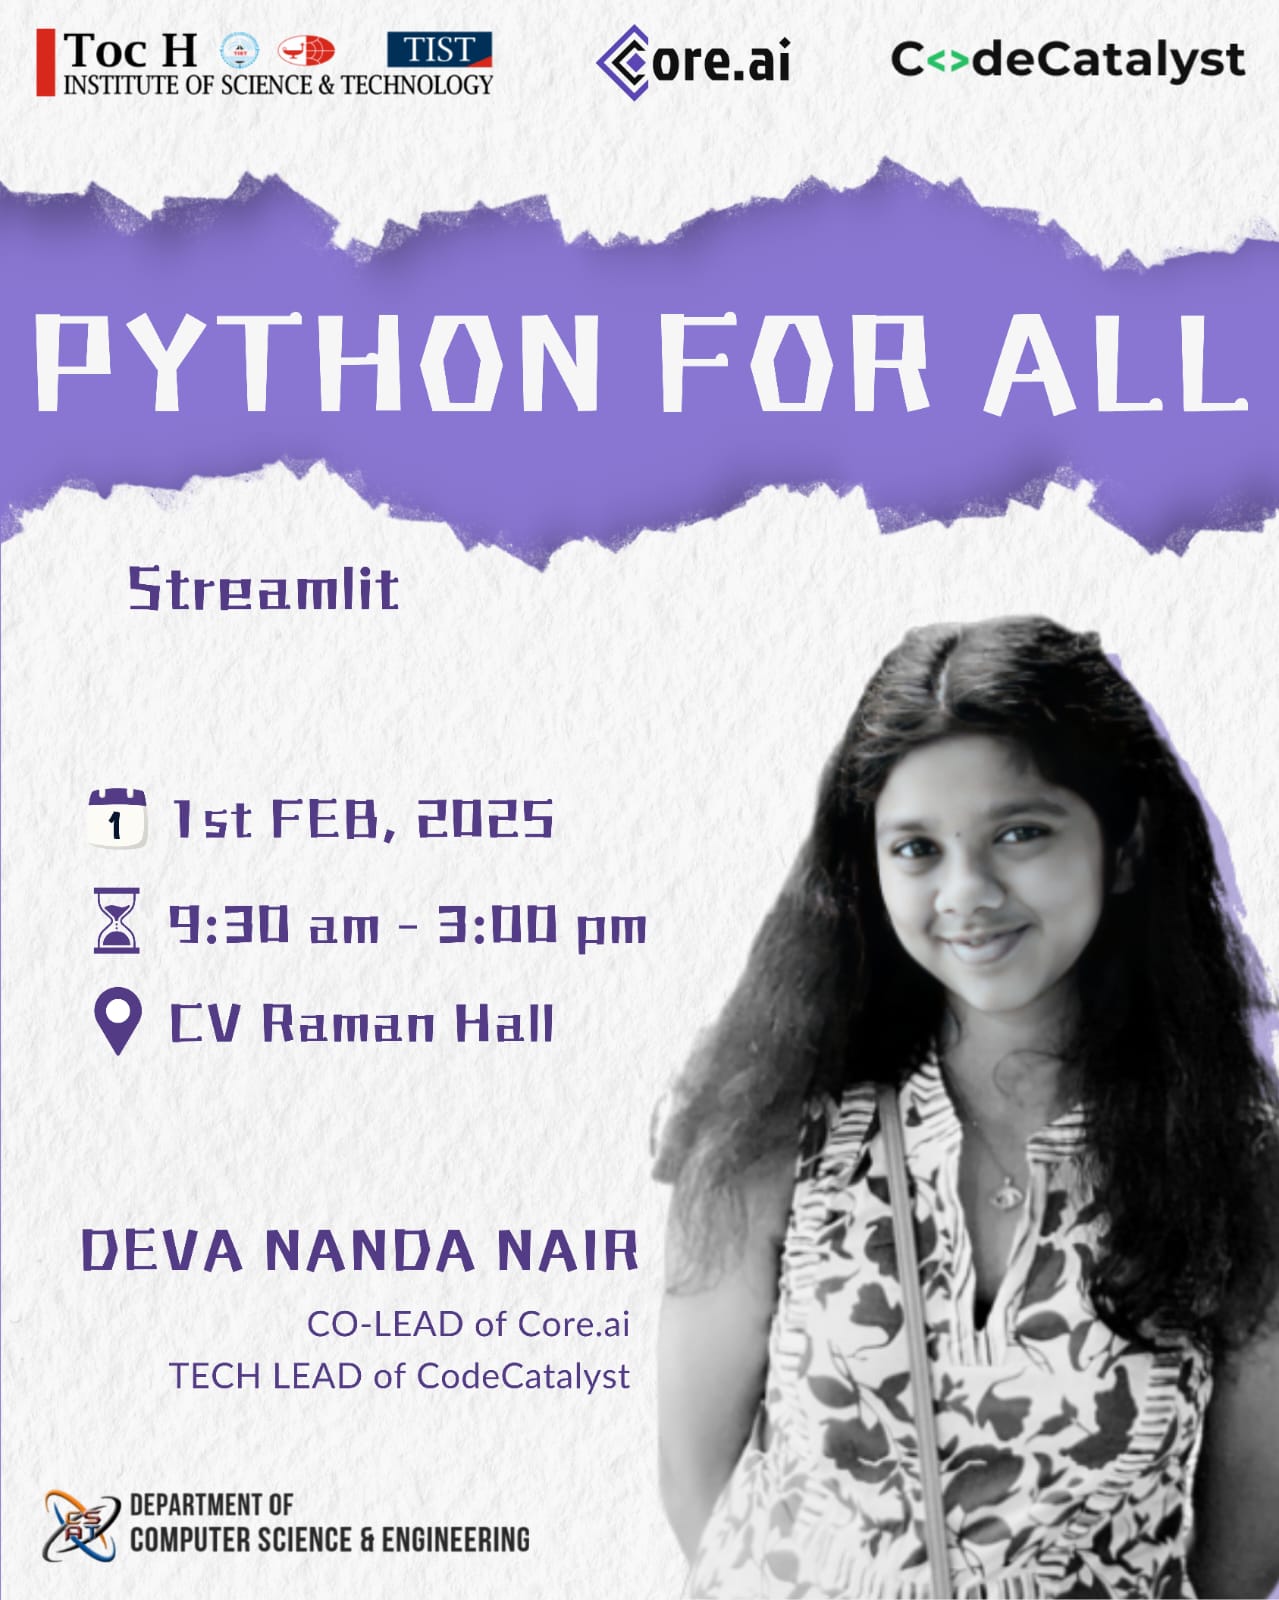 Toc H TIST
INSTITUTE OF SCIENCE & TECHNOLOGY
Core.ai
C<>deCatalyst
PYTHON FOR ALL
Streamlit
1
1st FEB, 2025
9:30 am - 3:00 pm
CV Raman Hall
DEVA NANDA NAIR
CO-LEAD of Core.ai
TECH LEAD of CodeCatalyst
DEPARTMENT OF
COMPUTER SCIENCE & ENGINEERING